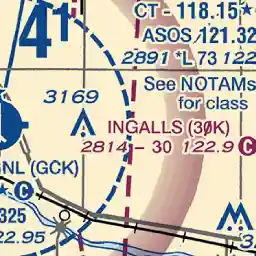 CT - 118.15
4¹
ASOS 121.32
2891 *L 73 122
See NOTAMs
for class
3169
INGALLS (30K)
2814 - 30 122.9 C
NL (GCK)
C
325
22.95